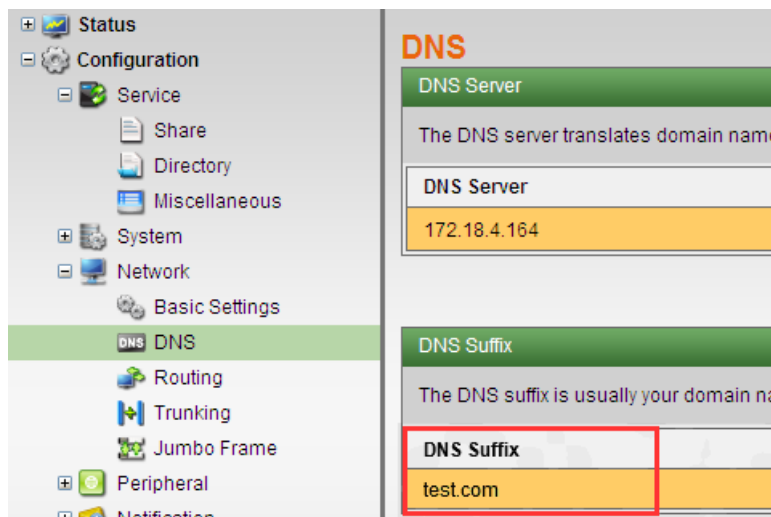 Status
Configuration
Service
Share
Directory
Miscellaneous
System
Network
Basic Settings
DNS
DNS
Routing
Trunking
Jumbo Frame
Peripheral
Notification
DNS
DNS Server
The DNS server translates domain
DNS Server
172.18.4.164
DNS Suffix
The DNS suffix is usually your domain
DNS Suffix
test.com